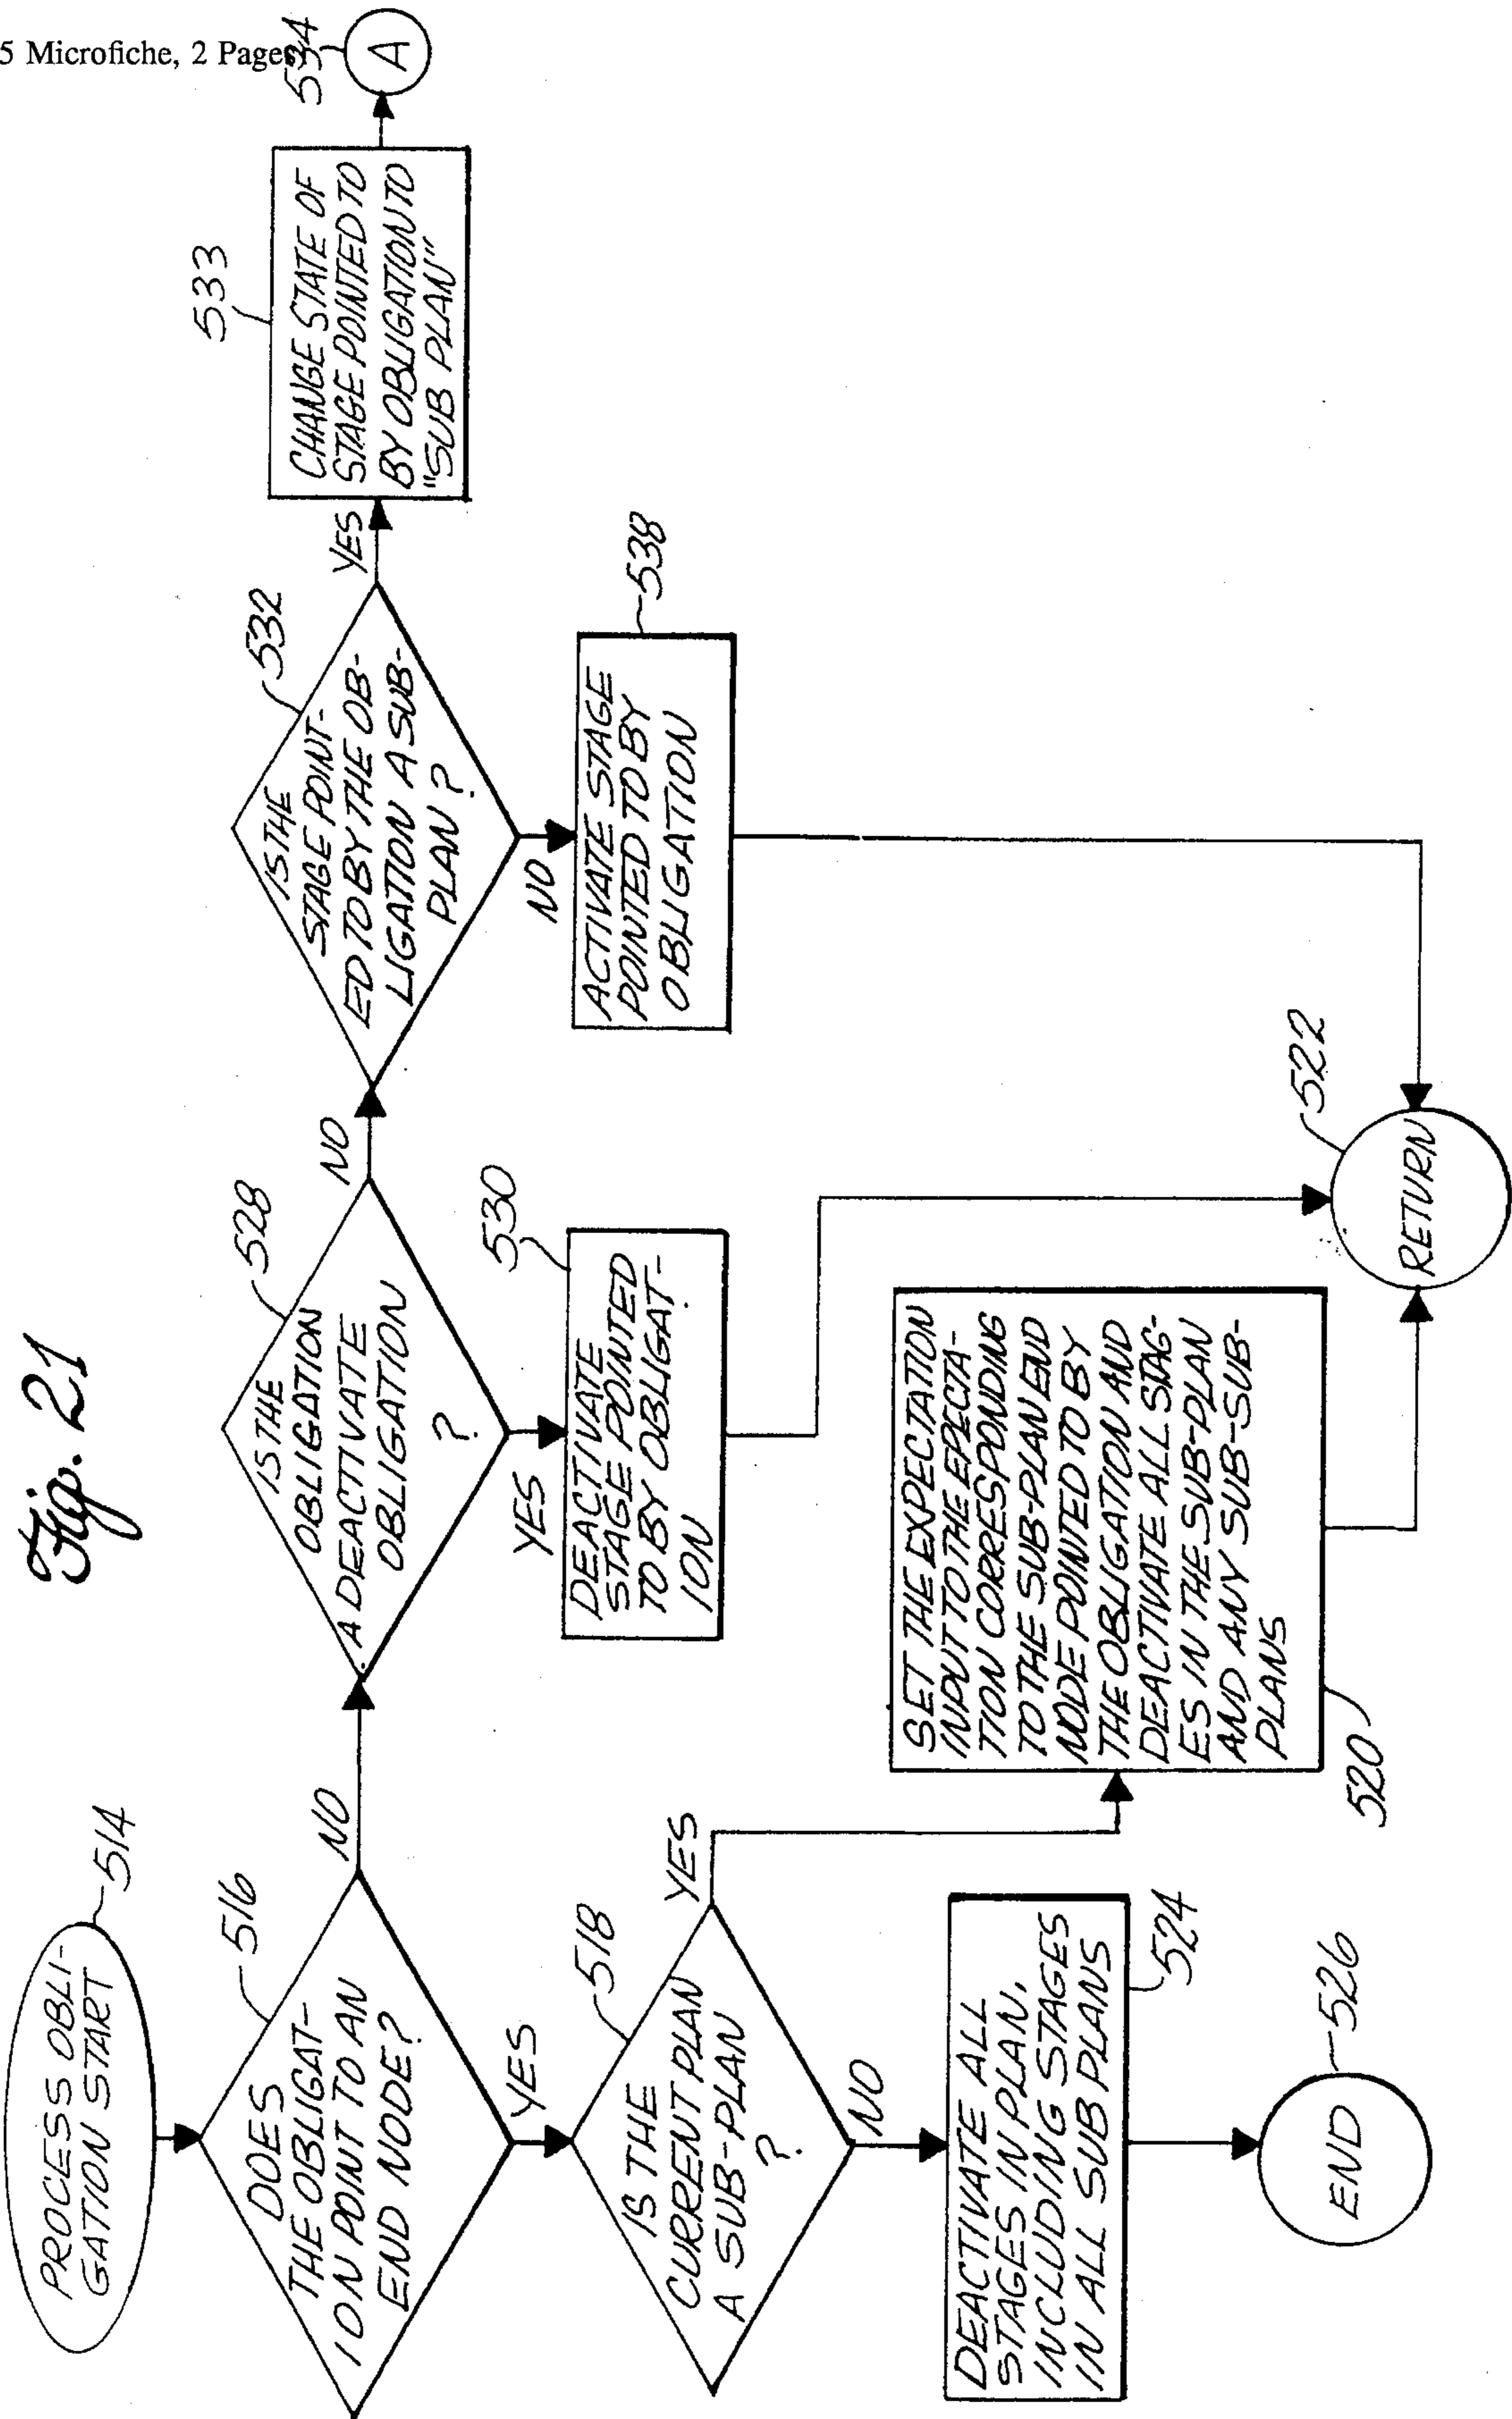 5 Microfiche, 2 Pages
Fig. 21
PROCESS OBLI-
GATION START
514
DOES
THE OBLIGAT-
ION POINT TO AN
END NODE?
516
NO
YES
IS THE
CURRENT PLAN
A SUB-PLAN
?
518
YES
NO
DEACTIVATE ALL
STAGES IN PLAN,
INCLUDING STAGES
IN ALL SUB PLANS
524
END
526
SET THE EXPECTATION
INPUT TO THE EPECTA-
TION CORRESPONDING
TO THE SUB-PLAN END
NODE POINTED TO BY
THE OBLIGATION AND
DEACTIVATE ALL STAG-
ES IN THE SUB-PLAN
AND ANY SUB-SUB-
PLANS
520
IS THE
OBLIGATION
A DEACTIVATE
OBLIGATION
?
528
NO
YES
DEACTIVATE
STAGE POINTED
TO BY OBLIGAT-
ION
530
RETURN
522
IS THE
STAGE POINT-
ED TO BY THE OB-
LIGATION A SUB-
PLAN?
532
YES
NO
ACTIVATE STAGE
POINTED TO BY
OBLIGATION
538
CHANGE STATE OF
STAGE POINTED TO
BY OBLIGATION TO
"SUB PLAN"
533
A
534